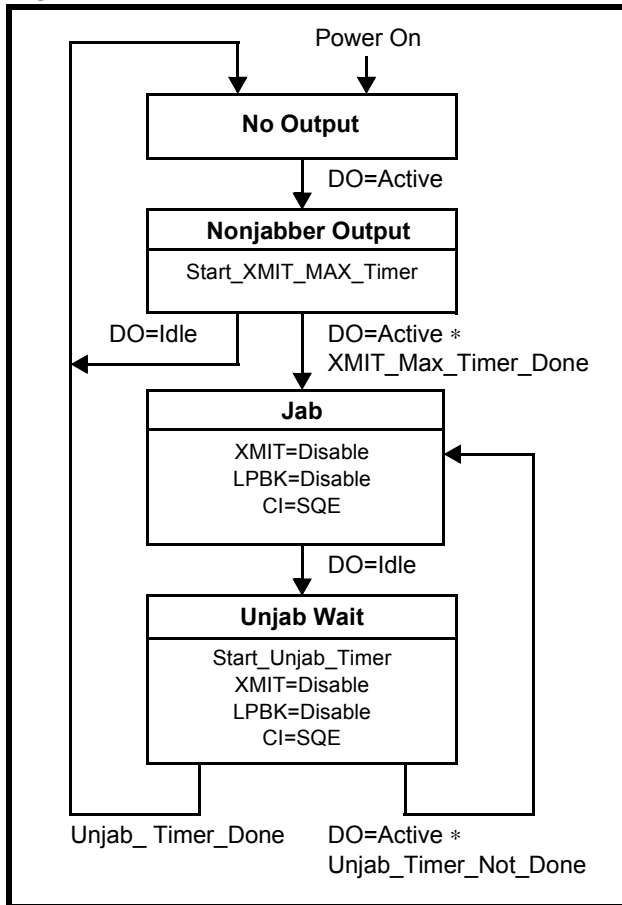 Power On
No Output
DO=Active
Nonjabber Output
Start_XMIT_MAX_Timer
DO=Idle
DO=Active *
XMIT_Max_Timer_Done
Jab
XMIT=Disable
LPBK=Disable
CI=SQE
DO=Idle
Unjab Wait
Start_Unjab_Timer
XMIT=Disable
LPBK=Disable
CI=SQE
Unjab_ Timer_Done
DO=Active *
Unjab_Timer_Not_Done